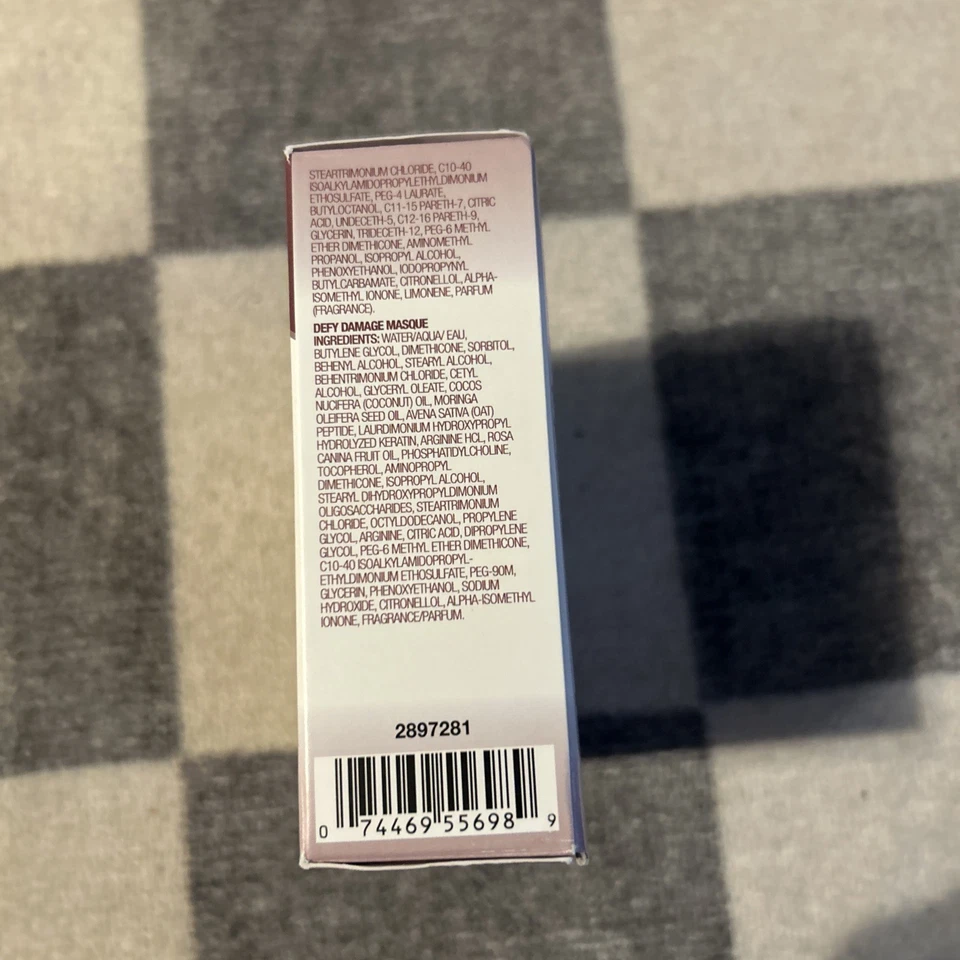 STEARTRIMONIUM CHLORIDE, C10-40
ISOALKYLAMIDOPROPYLETHYLDIMONIUM
ETHOSULFATE, PEG-4 LAURATE,
BUTYLOCTANOL, C11-15 PARETH-7, CITRIC
ACID, UNDECETH-5, C12-16 PARETH-9,
GLYCERIN, TRIDECETH-12, PEG-6 METHYL
ETHER DIMETHICONE, AMINOMETHYL
PROPANOL, ISOPROPYL ALCOHOL,
PHENOXYETHANOL, IODOPROPYNYL
BUTYLCARBAMATE, CITRONELLOL, ALPHA-
ISOMETHYL IONONE, LIMONENE, PARFUM
(FRAGRANCE).
DEFY DAMAGE MASQUE
INGREDIENTS: WATER/AQUA/ EAU,
BUTYLENE GLYCOL, DIMETHICONE, SORBITOL,
BEHENYL ALCOHOL, STEARYL ALCOHOL,
BEHENTRIMONIUM CHLORIDE, CETYL
ALCOHOL, GLYCERYL OLEATE, COCOS
NUCIFERA (COCONUT) OIL, MORINGA
OLEIFERA SEED OIL, AVENA SATIVA (OAT)
PEPTIDE, LAURDIMONIUM HYDROXYPROPYL
HYDROLYZED KERATIN, ARGININE HCL, ROSA
CANINA FRUIT OIL, PHOSPHATIDYLCHOLINE,
TOCOPHEROL, AMINOPROPYL
DIMETHICONE, ISOPROPYL ALCOHOL,
STEARYL DIHYDROXYPROPYLDIMONIUM
OLIGOSACCHARIDES, STEARTRIMONIUM
CHLORIDE, OCTYLDODECANOL, PROPYLENE
GLYCOL, ARGININE, CITRIC ACID, DIPROPYLENE
GLYCOL, PEG-6 METHYL ETHER DIMETHICONE,
C10-40 ISOALKYLAMIDOPROPYL-
ETHYLDIMONIUM ETHOSULFATE, PEG-90M,
GLYCERIN, PHENOXYETHANOL, SODIUM
HYDROXIDE, CITRONELLOL, ALPHA-ISOMETHYL
IONONE, FRAGRANCE/PARFUM.
2897281
0 74469 55698 9